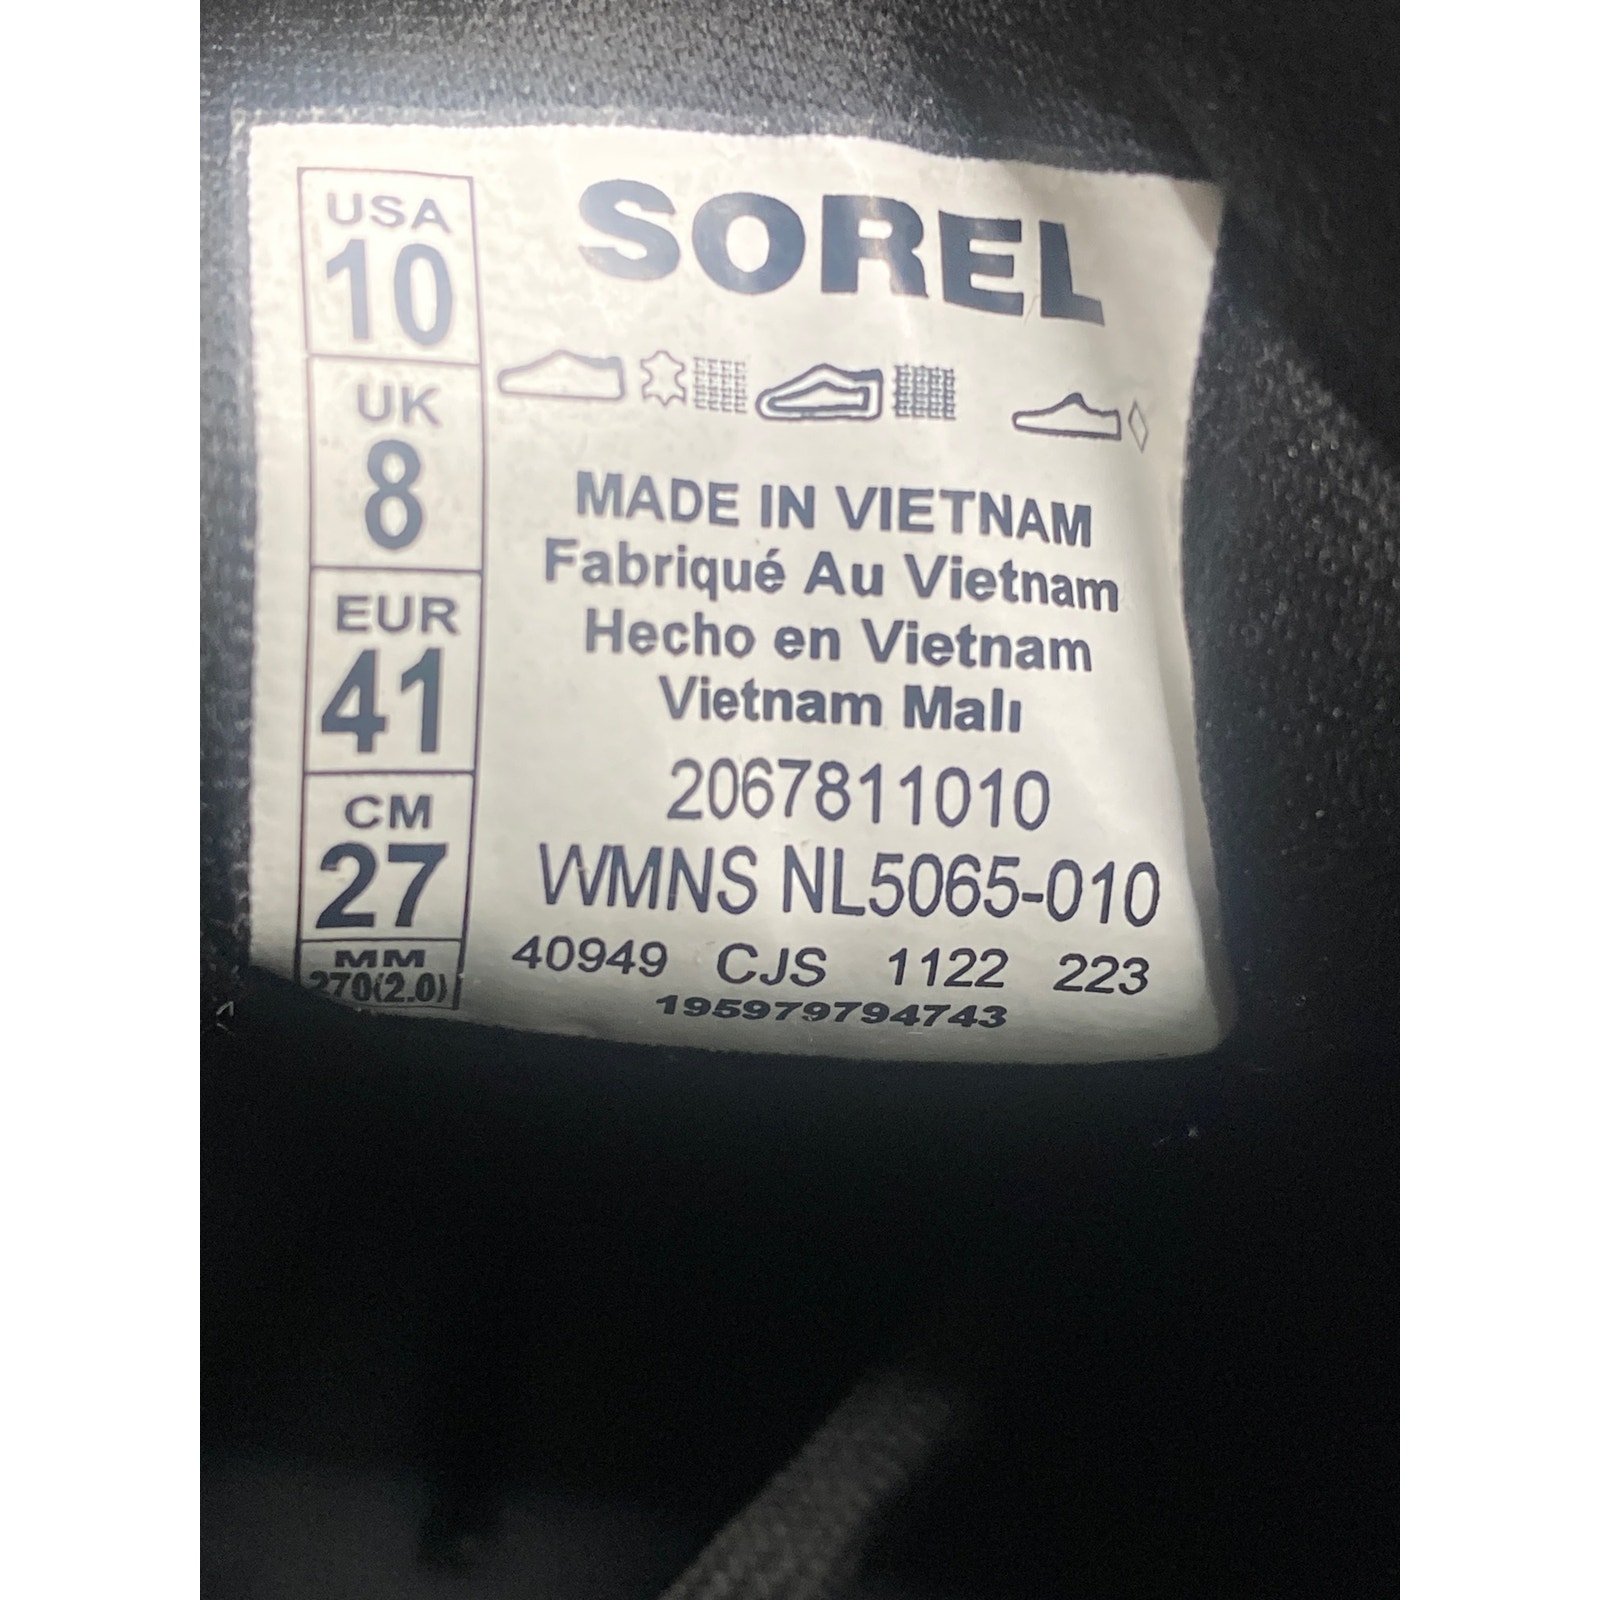 USA
10
UK
8
EUR
41
CM
27
MM
270(2.0)
SOREL
MADE IN VIETNAM
Fabriqué Au Vietnam
Hecho en Vietnam
Vietnam Malı
2067811010
WMNS NL5065-010
40949 CJS 1122 223
195979794743